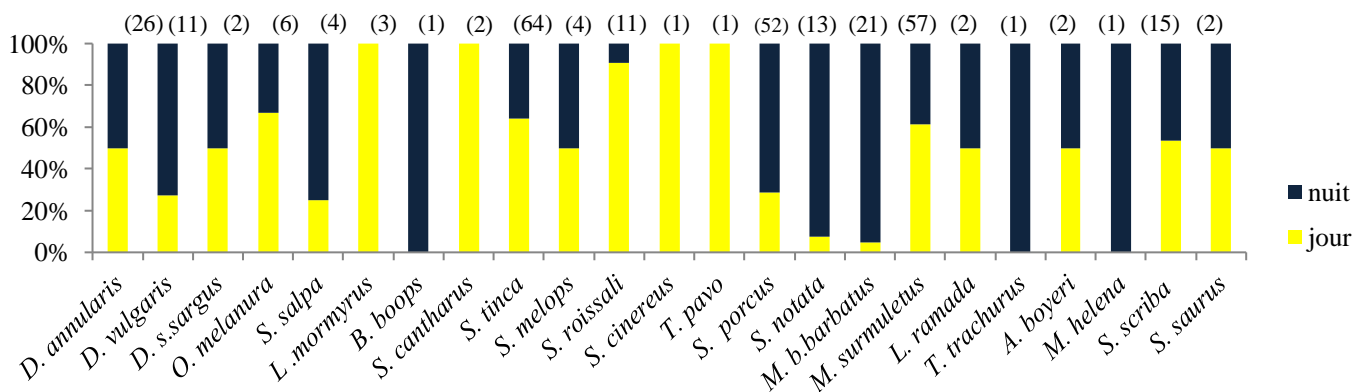 (26) (11) (2) (6) (4) (3) (1) (2) (64) (4) (11) (1) (1) (52) (13) (21) (57) (2) (1) (2) (1) (15) (2)
100%
80%
60%
40%
20%
0%
nuit
jour
D. annularis
D. vulgaris
D. s.sargus
O. melanura
S. salpa
L.mormyrus
B. boops
S. cantharus
S. tinca
S. melops
S. roissali
S. cinereus
T. pavo
S. porcus
S. notata
M. b.barbatus
M. surmuletus
L. ramada
T. trachurus
A. boyeri
M. helena
S. scriba
S. saurus